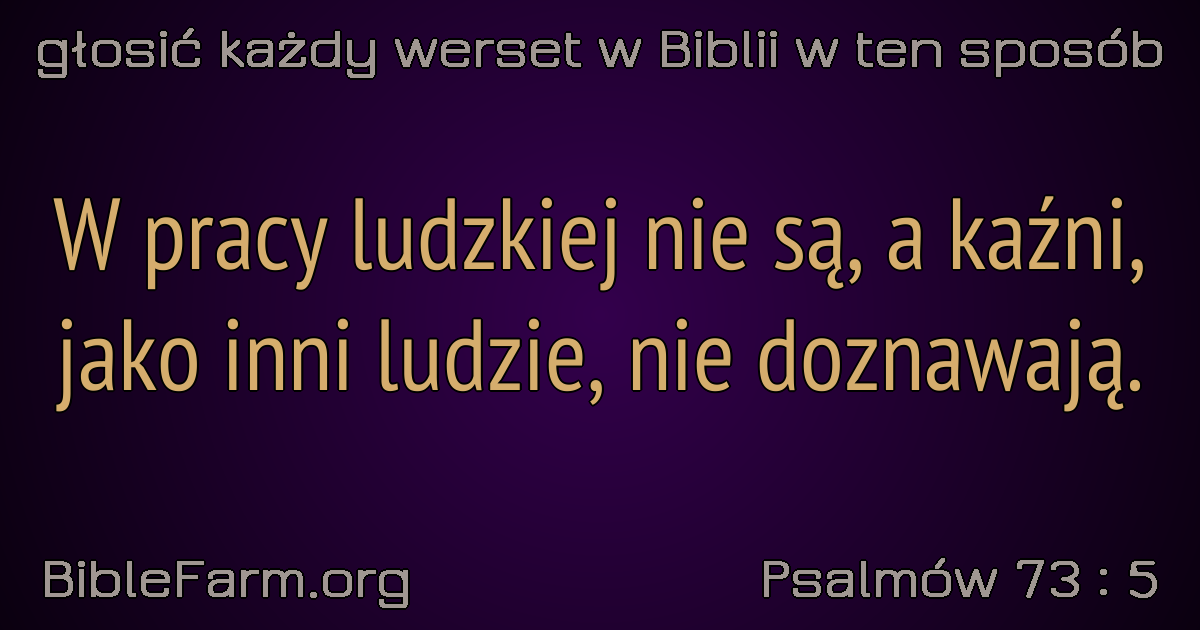 głosić każdy werset w Biblii w ten sposób
W pracy ludzkiej nie są, a kaźni,
jako inni ludzie, nie doznawają.
BibleFarm.org
Psalmów 73 : 5